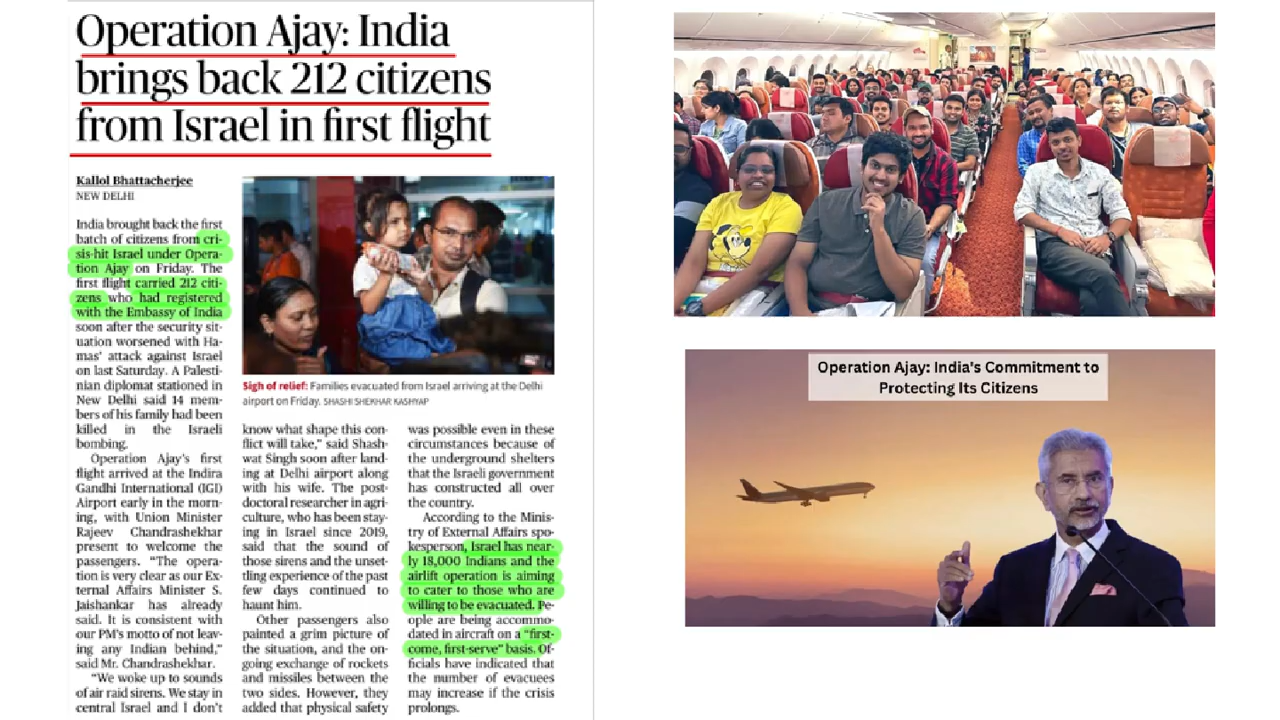 Operation Ajay: India
brings back 212 citizens
from Israel in first flight
Kallol Bhattacherjee
NEW DELHI
India brought back the first
batch of citizens from cri-
sis-hit Israel under Opera-
tion Ajay on Friday. The
first flight carried 212 citi-
zens who had registered
with the Embassy of India
soon after the security sit-
uation worsened with Ha-
mas' attack against Israel
on last Saturday. A Palesti-
nian diplomat stationed in
New Delhi said 14 mem-
bers of his family had been
killed in the Israeli
bombing.
Operation Ajay's first
flight arrived at the Indira
Gandhi International (IGI)
Airport early in the morn-
ing, with Union Minister
Rajeev Chandrashekhar
present to welcome the
passengers. “The opera-
tion is very clear as our Ex-
ternal Affairs Minister S.
Jaishankar has already
said. It is consistent with
our PM's motto of not leav-
ing any Indian behind,”
said Mr. Chandrashekhar.
“We woke up to sounds
of air raid sirens. We stay in
central Israel and I don't
Sigh of relief: Families evacuated from Israel arriving at the Delhi
airport on Friday. SHASHI SHEKHAR KASHYAP
know what shape this con-
flict will take,” said Shash-
wat Singh soon after land-
ing at Delhi airport along
with his wife. The post-
doctoral researcher in agri-
culture, who has been stay-
ing in Israel since 2019,
said that the sound of
those sirens and the unset-
tling experience of the past
few days continued to
haunt him.
Other passengers also
painted a grim picture of
the situation, and the on-
going exchange of rockets
and missiles between the
two sides. However, they
added that physical safety
was possible even in these
circumstances because of
the underground shelters
that the Israeli government
has constructed all over
the country.
According to the Minis-
try of External Affairs spo-
kesperson, Israel has near-
ly 18,000 Indians and the
airlift operation is aiming
to cater to those who are
willing to be evacuated. Pe-
ople are being accommo-
dated in aircraft on a “first-
come, first-serve” basis. Of-
ficials have indicated that
the number of evacuees
may increase if the crisis
prolongs.
Operation Ajay: India's Commitment to
Protecting Its Citizens